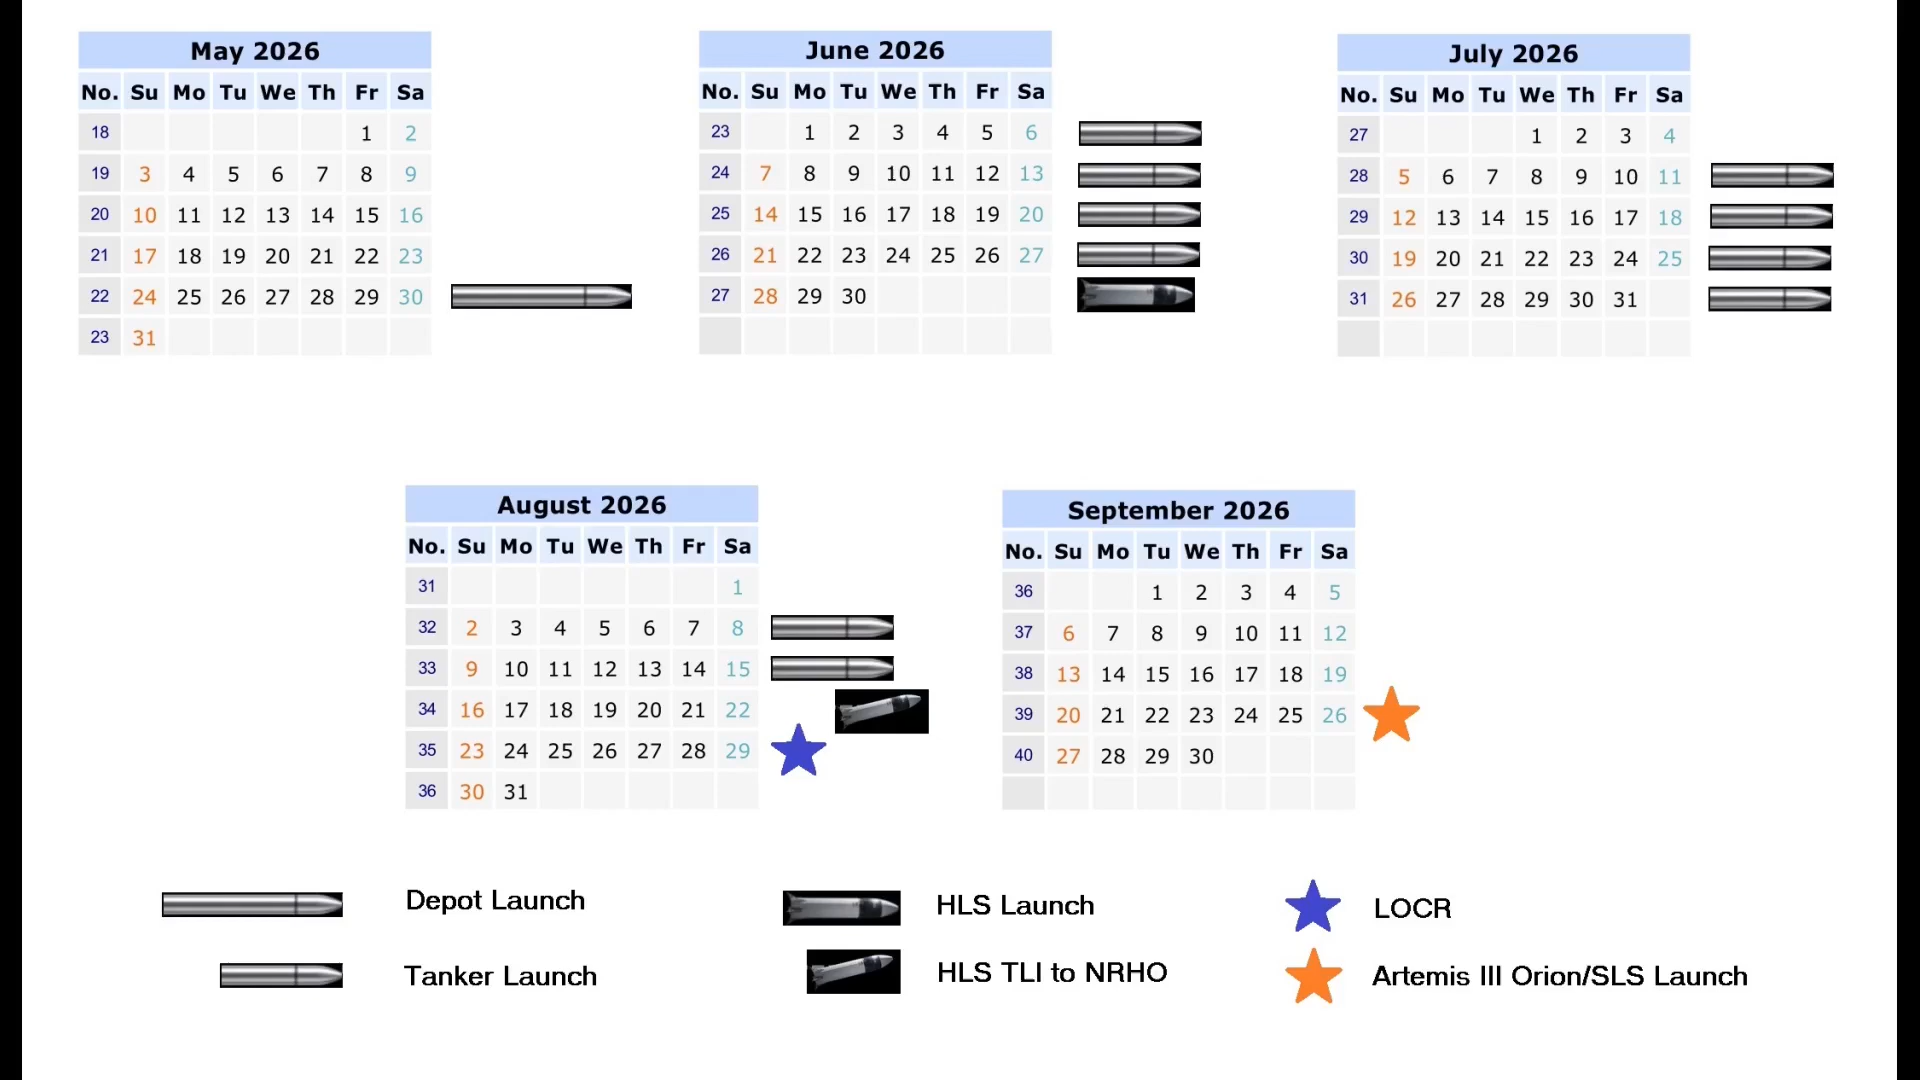 May 2026
No. Su Mo Tu We Th Fr Sa
18 1 2
19 3 4 5 6 7 8 9
20 10 11 12 13 14 15 16
21 17 18 19 20 21 22 23
22 24 25 26 27 28 29 30
23 31
June 2026
No. Su Mo Tu We Th Fr Sa
23 1 2 3 4 5 6
24 7 8 9 10 11 12 13
25 14 15 16 17 18 19 20
26 21 22 23 24 25 26 27
27 28 29 30
July 2026
No. Su Mo Tu We Th Fr Sa
27 1 2 3 4
28 5 6 7 8 9 10 11
29 12 13 14 15 16 17 18
30 19 20 21 22 23 24 25
31 26 27 28 29 30 31
August 2026
No. Su Mo Tu We Th Fr Sa
31 1
32 2 3 4 5 6 7 8
33 9 10 11 12 13 14 15
34 16 17 18 19 20 21 22
35 23 24 25 26 27 28 29
36 30 31
September 2026
No. Su Mo Tu We Th Fr Sa
36 1 2 3 4 5
37 6 7 8 9 10 11 12
38 13 14 15 16 17 18 19
39 20 21 22 23 24 25 26
40 27 28 29 30
Depot Launch
Tanker Launch
HLS Launch
HLS TLI to NRHO
LOCR
Artemis III Orion/SLS Launch